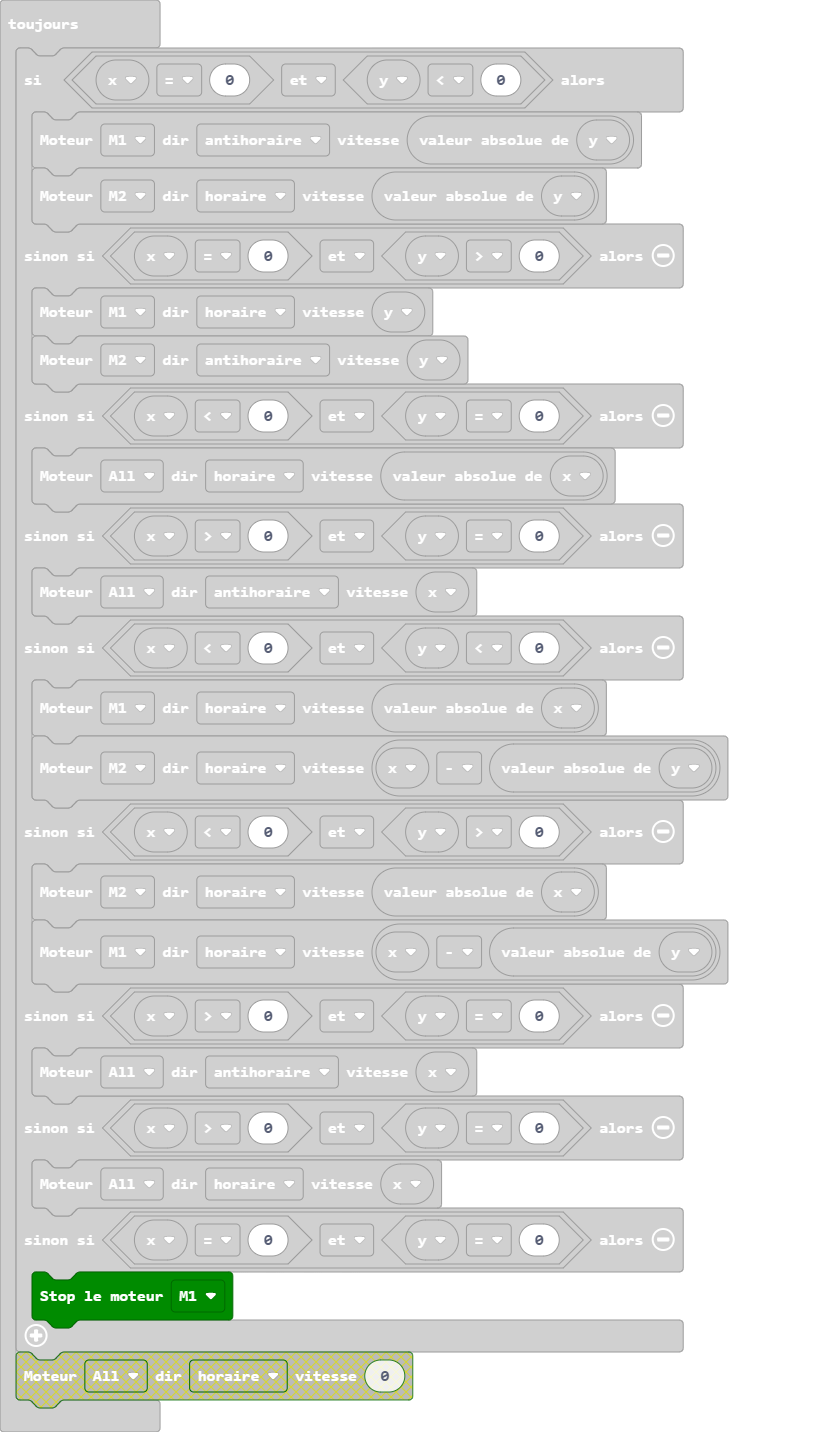 toujours
si x = 0 et y < 0 alors
Moteur M1 dir antihoraire vitesse valeur absolue de y
Moteur M2 dir horaire vitesse valeur absolue de y
sinon si x = 0 et y > 0 alors
Moteur M1 dir horaire vitesse y
Moteur M2 dir antihoraire vitesse y
sinon si x < 0 et y = 0 alors
Moteur All dir horaire vitesse valeur absolue de x
sinon si x > 0 et y = 0 alors
Moteur All dir antihoraire vitesse x
sinon si x < 0 et y < 0 alors
Moteur M1 dir horaire vitesse valeur absolue de x
Moteur M2 dir horaire vitesse x - valeur absolue de y
sinon si x < 0 et y > 0 alors
Moteur M2 dir horaire vitesse valeur absolue de x
Moteur M1 dir horaire vitesse x - valeur absolue de y
sinon si x > 0 et y = 0 alors
Moteur All dir antihoraire vitesse x
sinon si x > 0 et y = 0 alors
Moteur All dir horaire vitesse x
sinon si x = 0 et y = 0 alors
Stop le moteur M1
Moteur All dir horaire vitesse 0